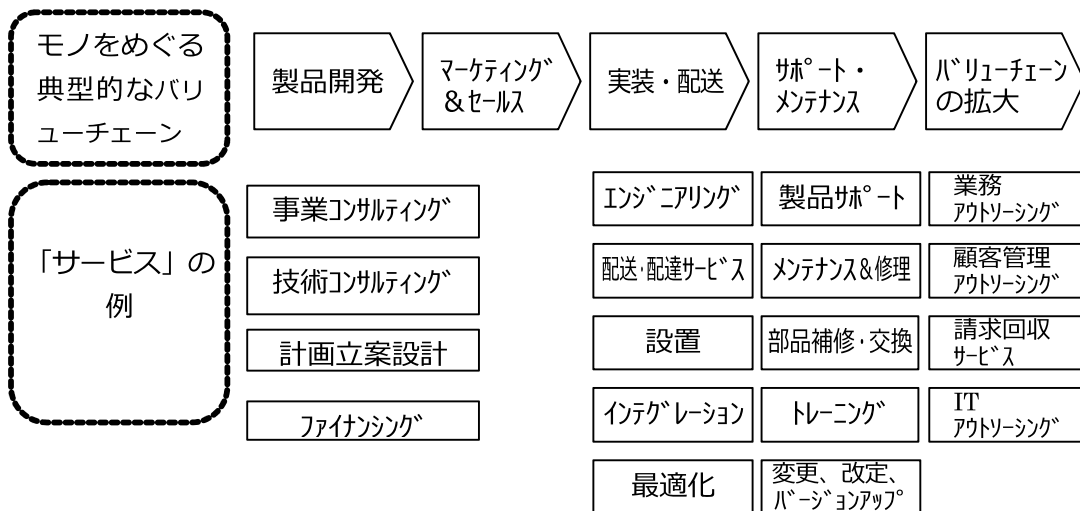 モノをめぐる
典型的なバリ
ューチェーン
製品開発
ﾏｰｹﾃｨﾝｸﾞ
&ｾｰﾙｽ
実装・配送
ｻﾎﾟｰﾄ・
ﾒﾝﾃﾅﾝｽ
ﾊﾞﾘｭｰﾁｪｰﾝ
の拡大
「サービス」の
例
事業ｺﾝｻﾙﾃｨﾝｸﾞ
技術ｺﾝｻﾙﾃｨﾝｸﾞ
計画立案設計
ﾌｧｲﾅﾝｼﾝｸﾞ
ｴﾝｼﾞﾆｱﾘﾝｸﾞ
配送･配達ｻｰﾋﾞｽ
設置
ｲﾝﾃｸﾞﾚｰｼｮﾝ
最適化
製品ｻﾎﾟｰﾄ
ﾒﾝﾃﾅﾝｽ&修理
部品補修･交換
ﾄﾚｰﾆﾝｸﾞ
変更、改定、
ﾊﾞｰｼﾞｮﾝｱｯﾌﾟ
業務
ｱｳﾄｿｰｼﾝｸﾞ
顧客管理
ｱｳﾄｿｰｼﾝｸﾞ
請求回収
ｻｰﾋﾞｽ
IT
ｱｳﾄｿｰｼﾝｸﾞ